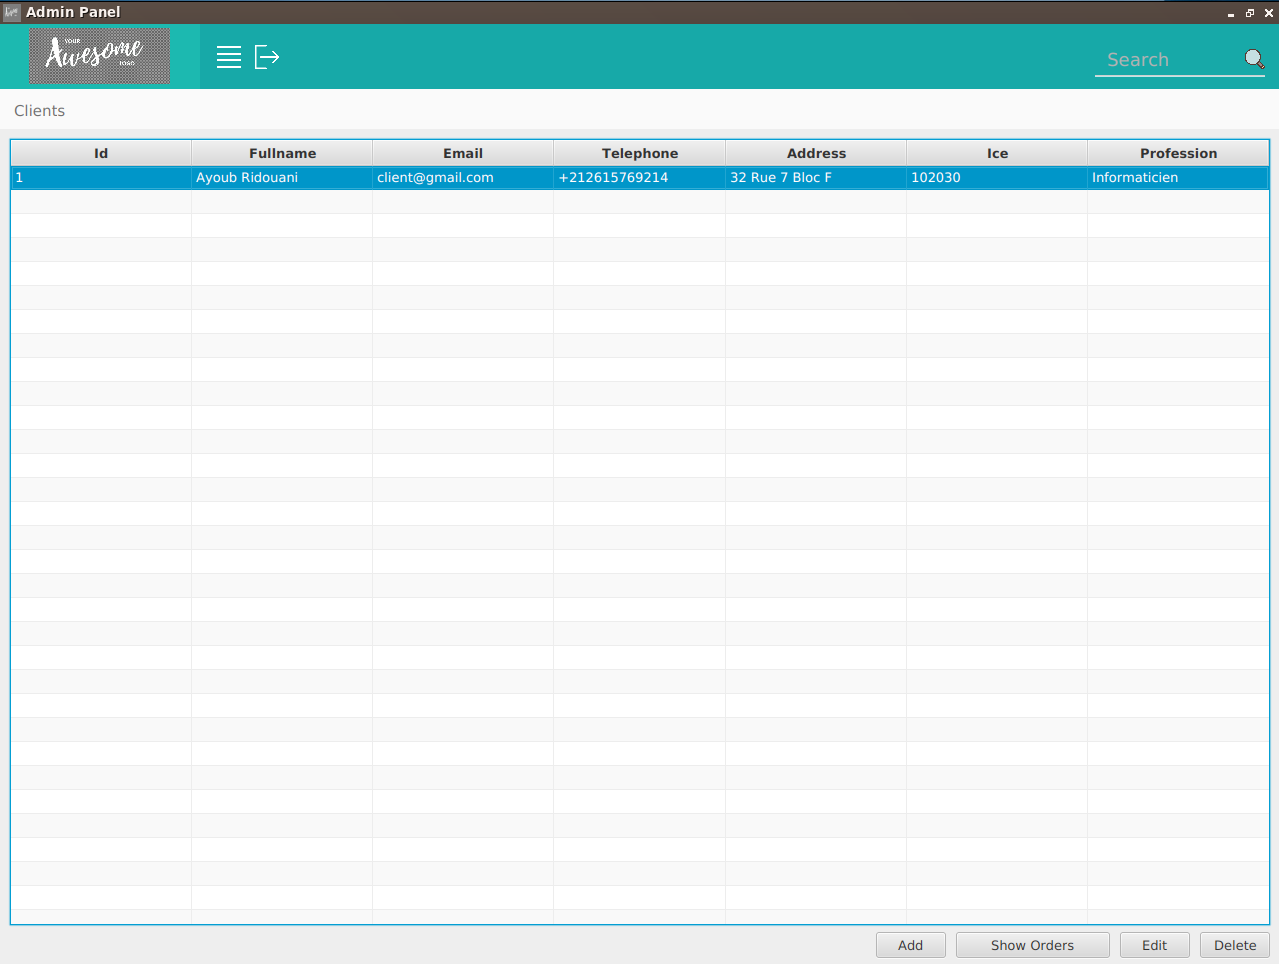 Admin Panel
YOUR
Awesome
LOGO
Search
Clients
Id Fullname Email Telephone Address Ice Profession
1 Ayoub Ridouani client@gmail.com +212615769214 32 Rue 7 Bloc F 102030 Informaticien
Add Show Orders Edit Delete